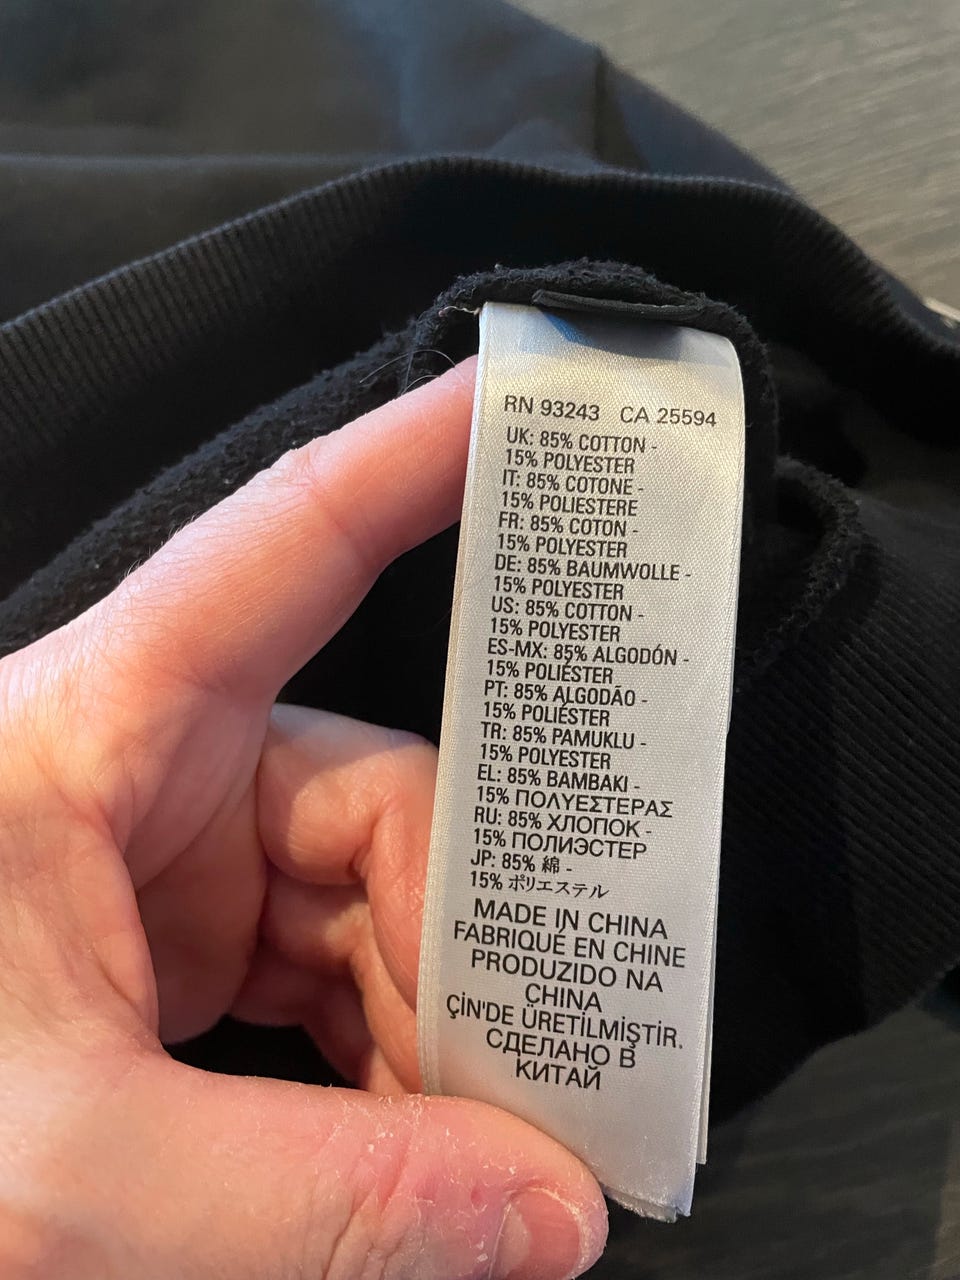 RN 93243 CA 25594
UK: 85% COTTON -
15% POLYESTER
IT: 85% COTONE -
15% POLIESTERE
FR: 85% COTON -
15% POLYESTER
DE: 85% BAUMWOLLE -
15% POLYESTER
US: 85% COTTON -
15% POLYESTER
ES-MX: 85% ALGODÓN -
15% POLIÉSTER
PT: 85% ALGODÃO -
15% POLIÉSTER
TR: 85% PAMUKLU -
15% POLYESTER
EL: 85% ΒΑΜΒΑΚΙ -
15% ΠΟΛΥΕΣΤΕΡΑΣ
RU: 85% ХЛОПОК -
15% ПОЛИЭСТЕР
JP: 85% 綿 -
15% ポリエステル
MADE IN CHINA
FABRIQUÉ EN CHINE
PRODUZIDO NA
CHINA
ÇİN'DE ÜRETİLMİŞTİR.
СДЕЛАНО В
КИТАЙ